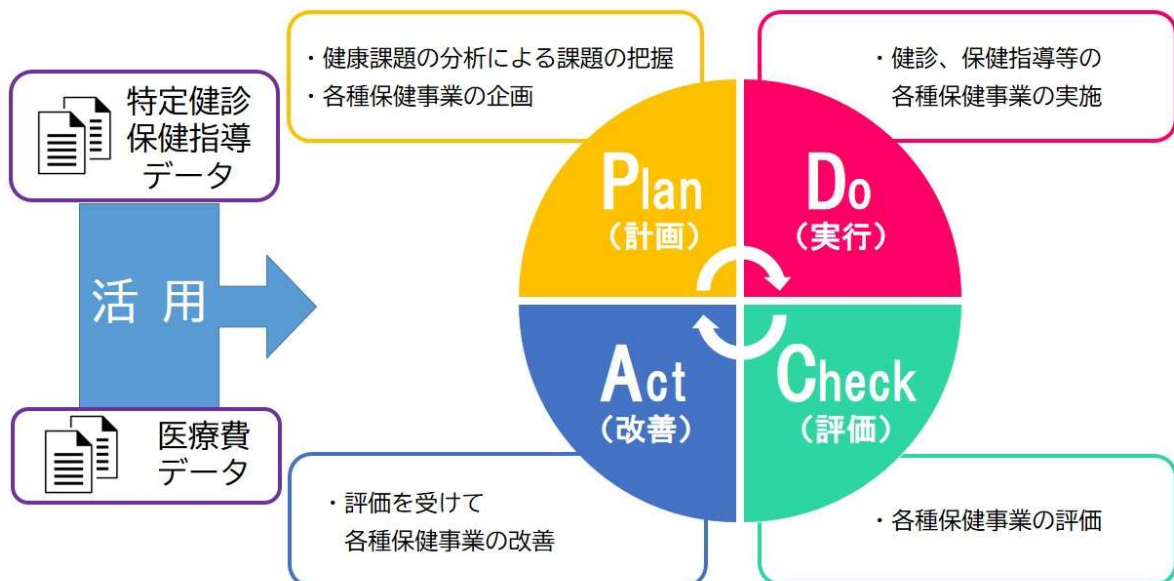 特定健診
保健指導
データ
活 用
医療費
データ
・健康課題の分析による課題の把握
・各種保健事業の企画
・健診、保健指導等の
各種保健事業の実施
Plan
（計画）
Do
（実行）
Act
（改善）
Check
（評価）
・評価を受けて
各種保健事業の改善
・各種保健事業の評価